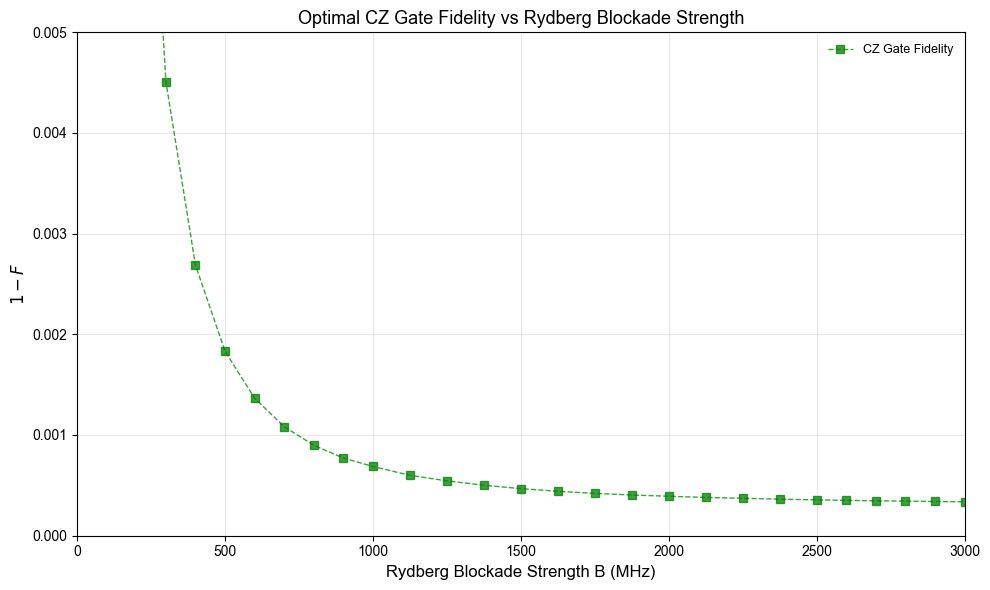 Optimal CZ Gate Fidelity vs Rydberg Blockade Strength
CZ Gate Fidelity
1 − F
0.005
0.004
0.003
0.002
0.001
0.000
0 500 1000 1500 2000 2500 3000
Rydberg Blockade Strength B (MHz)